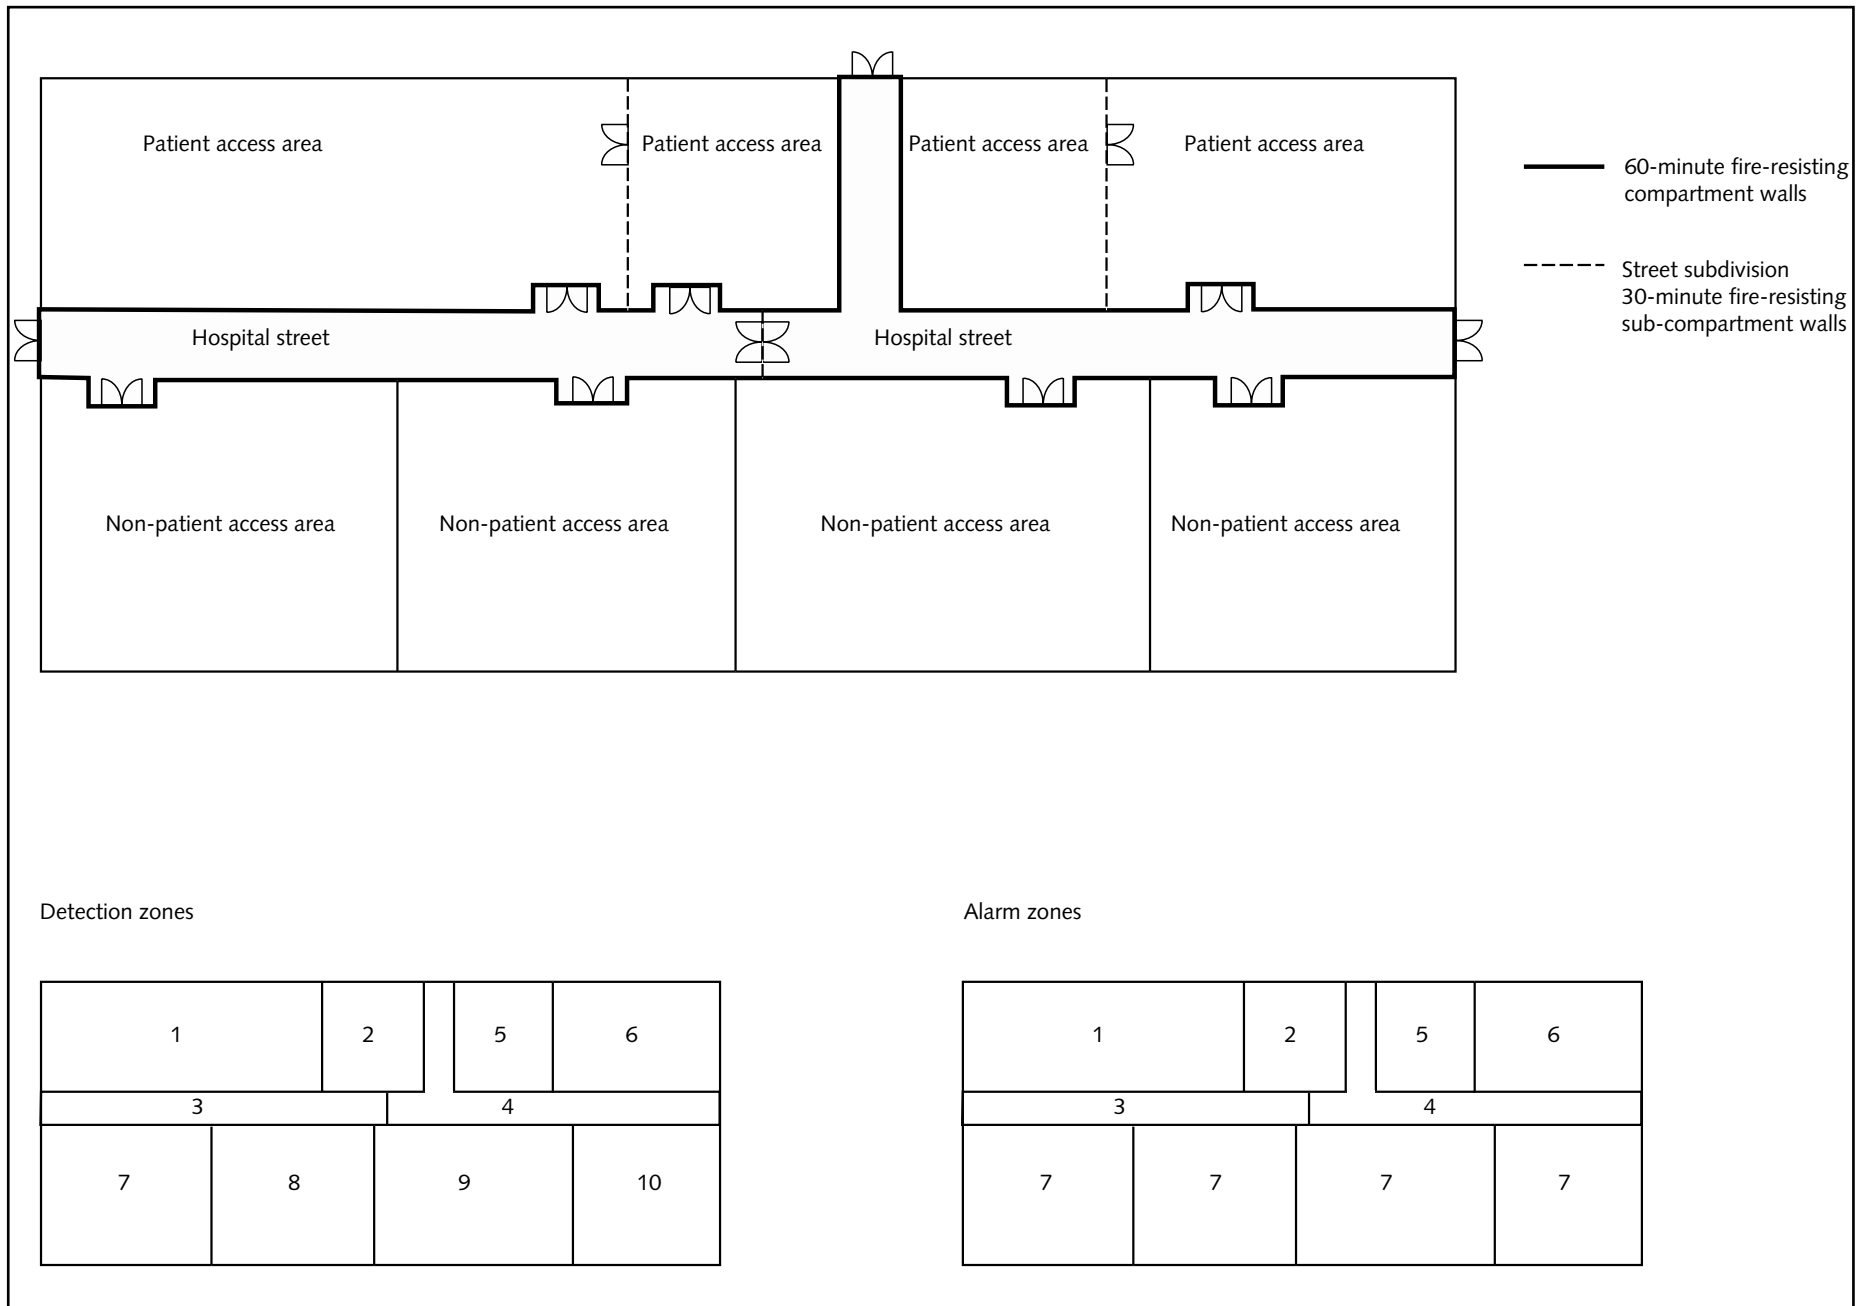 Patient access area
Patient access area
Patient access area
Patient access area
60-minute fire-resisting
compartment walls
Street subdivision
30-minute fire-resisting
sub-compartment walls
Hospital street
Hospital street
Non-patient access area
Non-patient access area
Non-patient access area
Non-patient access area
Detection zones
1
2
5
6
3
4
7
8
9
10
Alarm zones
1
2
5
6
3
4
7
7
7
7